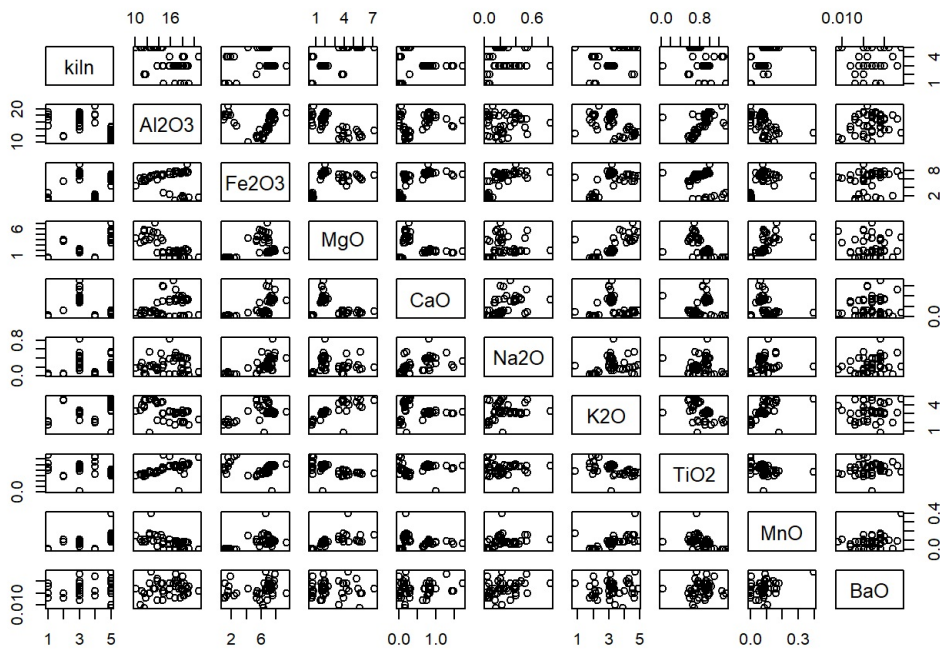 10 16 1 4 7 0.0 0.6 0.0 0.8 0.010
kiln 1 4
10 20 Al2O3
Fe2O3 2 8
1 6 MgO
CaO 0.0
0.0 0.8 Na2O
K2O 1 4
0.0 TiO2
MnO 0.0 0.4
0.010 BaO
1 3 5 2 6 0.0 1.0 1 3 5 0.0 0.3